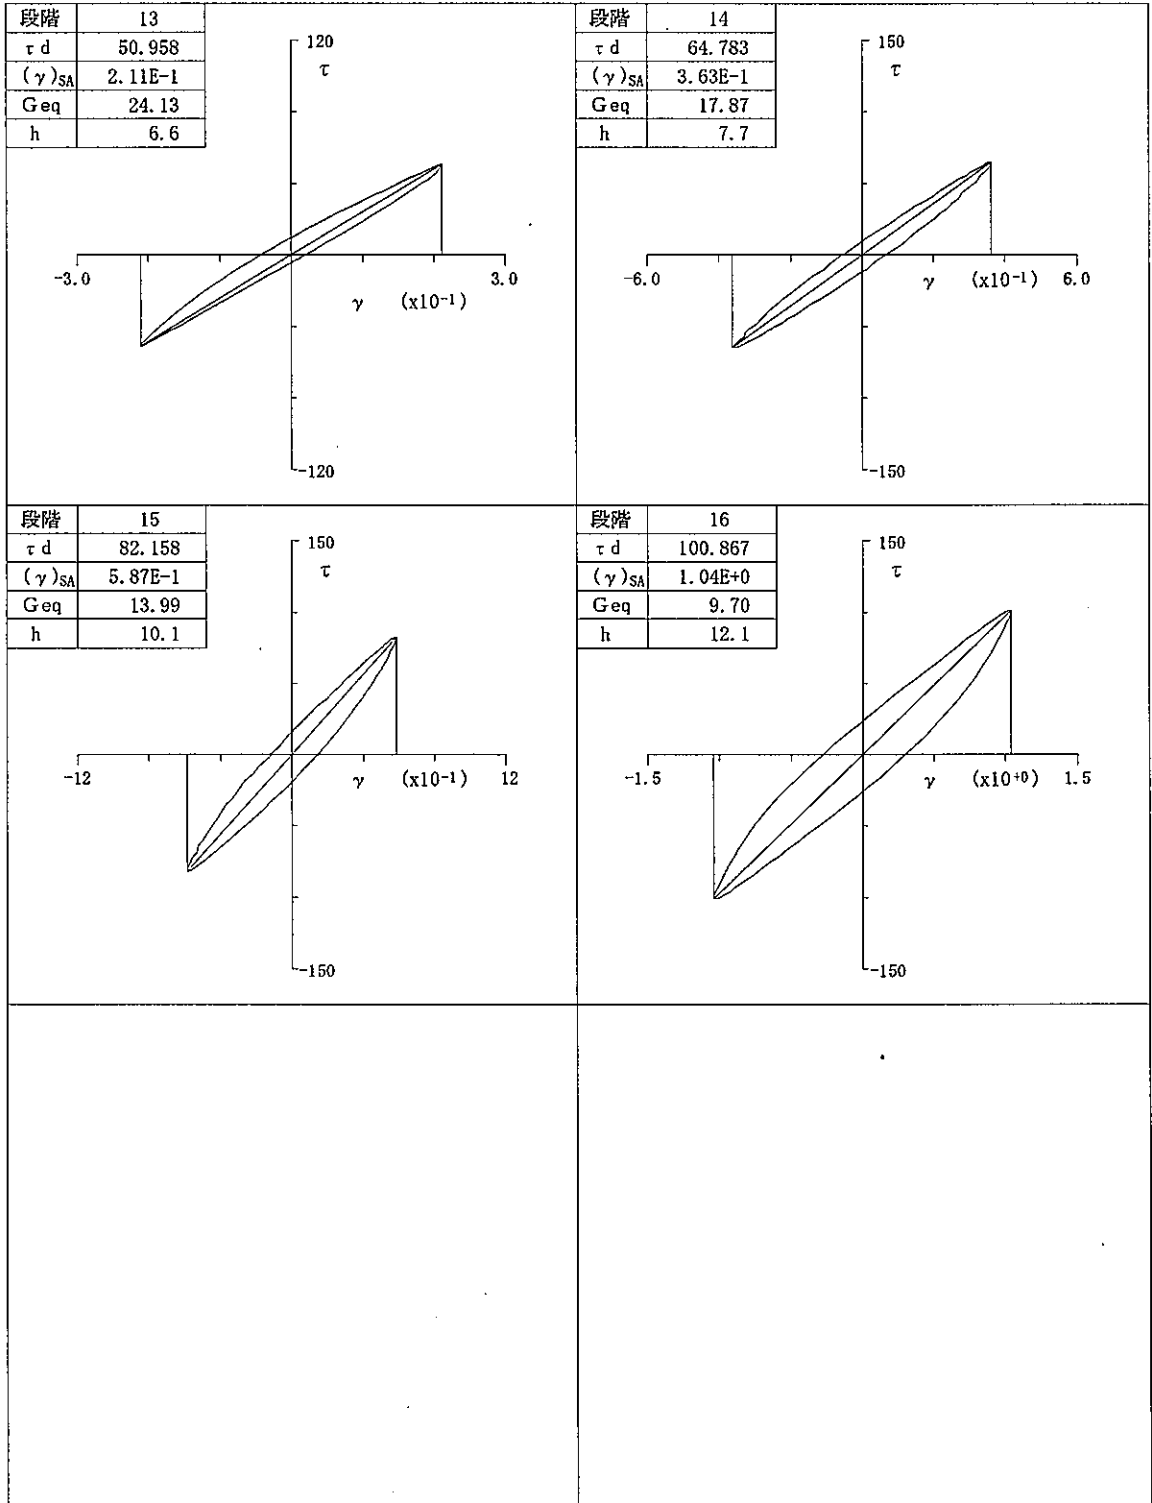 段階 13
τd 50.958
(γ)SA 2.11E-1
Geq 24.13
h 6.6
120
τ
-3.0
3.0
γ (x10-1)
-120
段階 14
τd 64.783
(γ)SA 3.63E-1
Geq 17.87
h 7.7
150
τ
-6.0
γ (x10-1) 6.0
-150
段階 15
τd 82.158
(γ)SA 5.87E-1
Geq 13.99
h 10.1
150
τ
-12
γ (x10-1) 12
-150
段階 16
τd 100.867
(γ)SA 1.04E+0
Geq 9.70
h 12.1
150
τ
-1.5
γ (x10+0) 1.5
-150